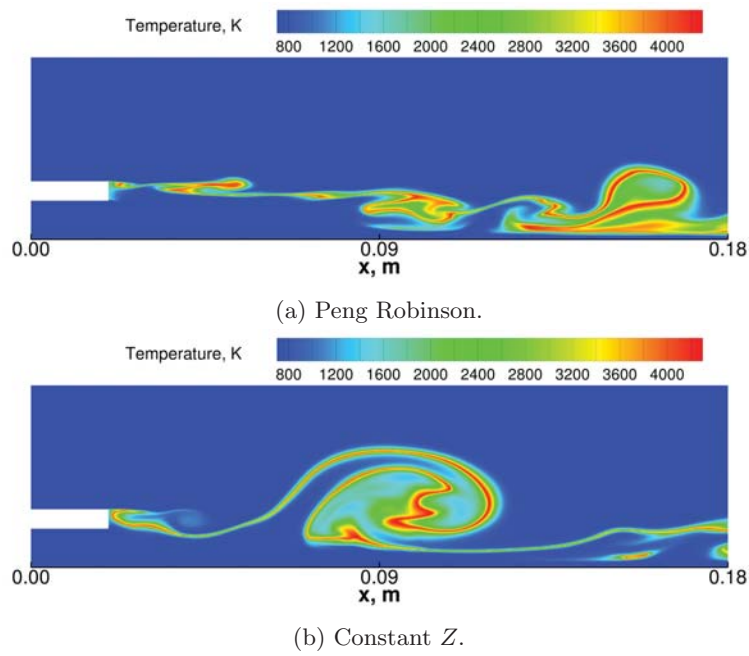 Temperature, K
800 1200 1600 2000 2400 2800 3200 3600 4000
0.00 0.09 0.18
x, m
(a) Peng Robinson.
Temperature, K
800 1200 1600 2000 2400 2800 3200 3600 4000
0.00 0.09 0.18
x, m
(b) Constant Z.